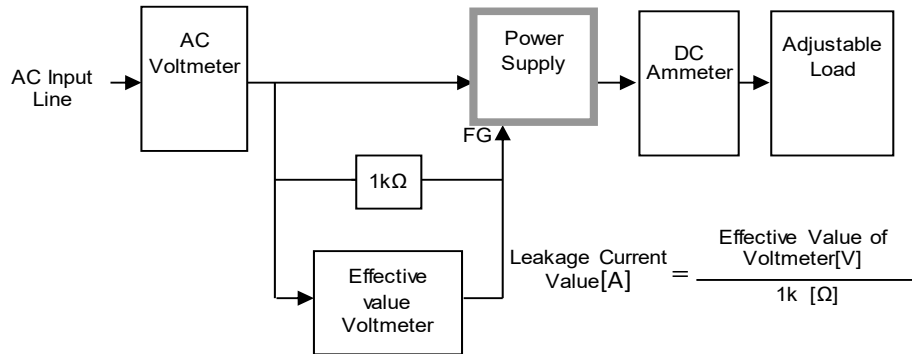 AC Input
Line
AC
Voltmeter
Power
Supply
DC
Ammeter
Adjustable
Load
FG
1kΩ
Effective
value
Voltmeter
Leakage Current
Value[A]
=
Effective Value of
Voltmeter[V]
1k [Ω]